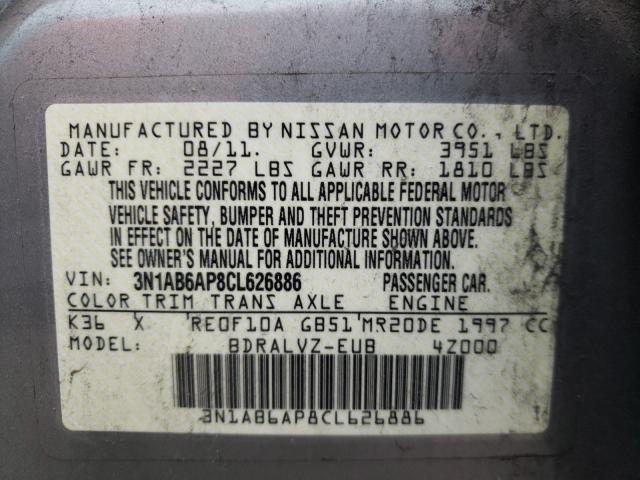 MANUFACTURED BY NISSAN MOTOR CO., LTD.
DATE: 08/11. GVWR: 3951 LBS
GAWR FR: 2227 LBS GAWR RR: 1810 LBS
THIS VEHICLE CONFORMS TO ALL APPLICABLE FEDERAL MOTOR
VEHICLE SAFETY, BUMPER AND THEFT PREVENTION STANDARDS
IN EFFECT ON THE DATE OF MANUFACTURE SHOWN ABOVE.
SEE OWNER'S MANUAL FOR ADDITIONAL INFORMATION.
VIN: 3N1AB6AP8CL626886 PASSENGER CAR.
COLOR TRIM TRANS AXLE ENGINE
K36 X RE0F10A GB51 MR20DE 1997 CC
MODEL: BDRALVZ-EUB 4Z000
3N1AB6AP8CL626886